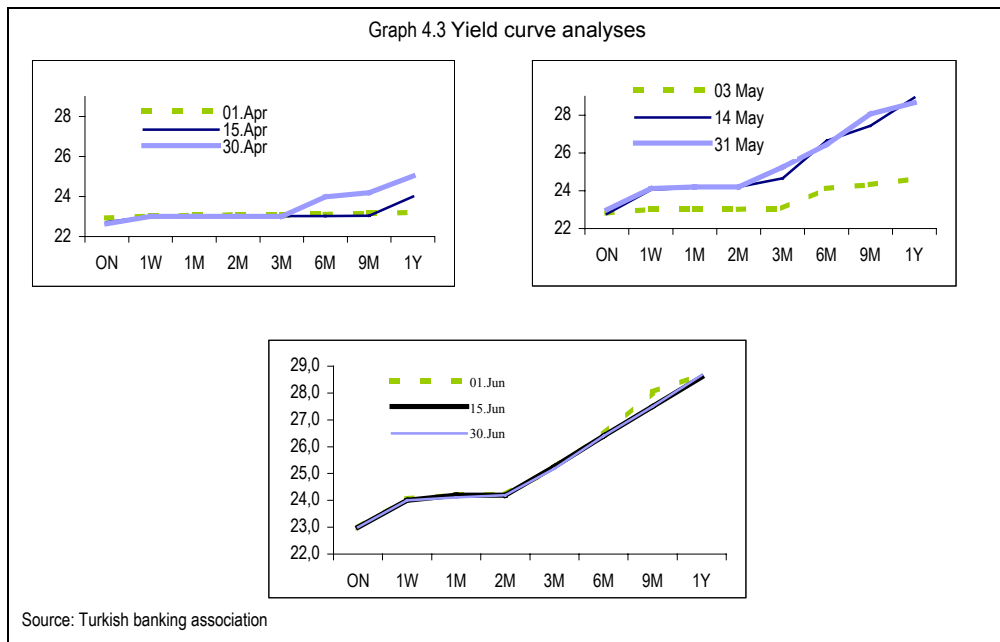 Graph 4.3 Yield curve analyses
28
26
24
22
01.Apr
15.Apr
30.Apr
ON 1W 1M 2M 3M 6M 9M 1Y
28
26
24
22
03 May
14 May
31 May
ON 1W 1M 2M 3M 6M 9M 1Y
29,0
28,0
27,0
26,0
25,0
24,0
23,0
22,0
01.Jun
15.Jun
30.Jun
ON 1W 1M 2M 3M 6M 9M 1Y
Source: Turkish banking association